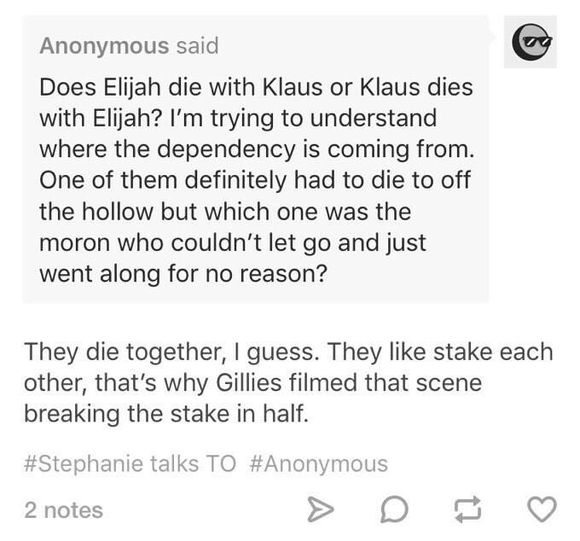 Anonymous said
Does Elijah die with Klaus or Klaus dies
with Elijah? I'm trying to understand
where the dependency is coming from.
One of them definitely had to die to off
the hollow but which one was the
moron who couldn't let go and just
went along for no reason?
They die together, I guess. They like stake each
other, that's why Gillies filmed that scene
breaking the stake in half.
#Stephanie talks TO #Anonymous
2 notes